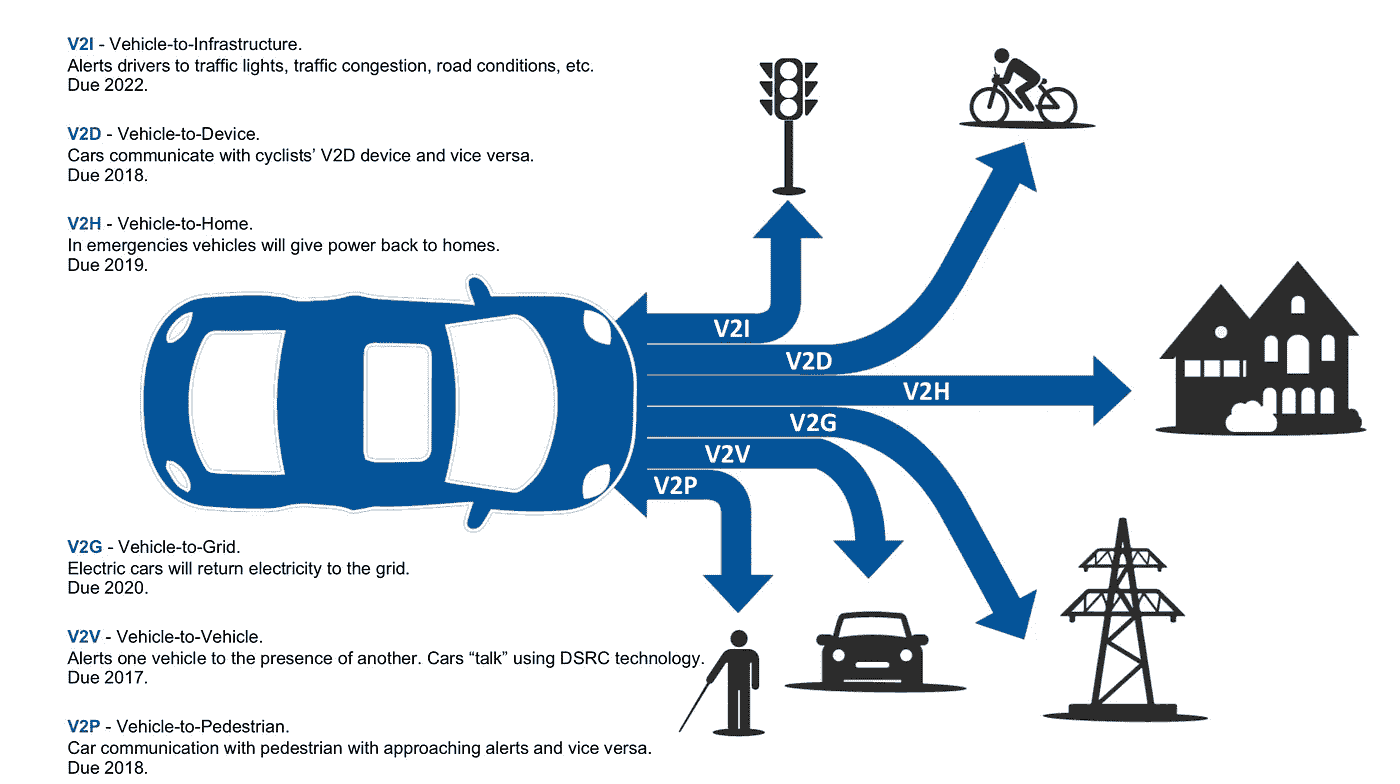 V2I - Vehicle-to-Infrastructure.
Alerts drivers to traffic lights, traffic congestion, road conditions, etc.
Due 2022.
V2D - Vehicle-to-Device.
Cars communicate with cyclists’ V2D device and vice versa.
Due 2018.
V2H - Vehicle-to-Home.
In emergencies vehicles will give power back to homes.
Due 2019.
V2I
V2D
V2H
V2G
V2V
V2P
V2G - Vehicle-to-Grid.
Electric cars will return electricity to the grid.
Due 2020.
V2V - Vehicle-to-Vehicle.
Alerts one vehicle to the presence of another. Cars “talk” using DSRC technology.
Due 2017.
V2P - Vehicle-to-Pedestrian.
Car communication with pedestrian with approaching alerts and vice versa.
Due 2018.